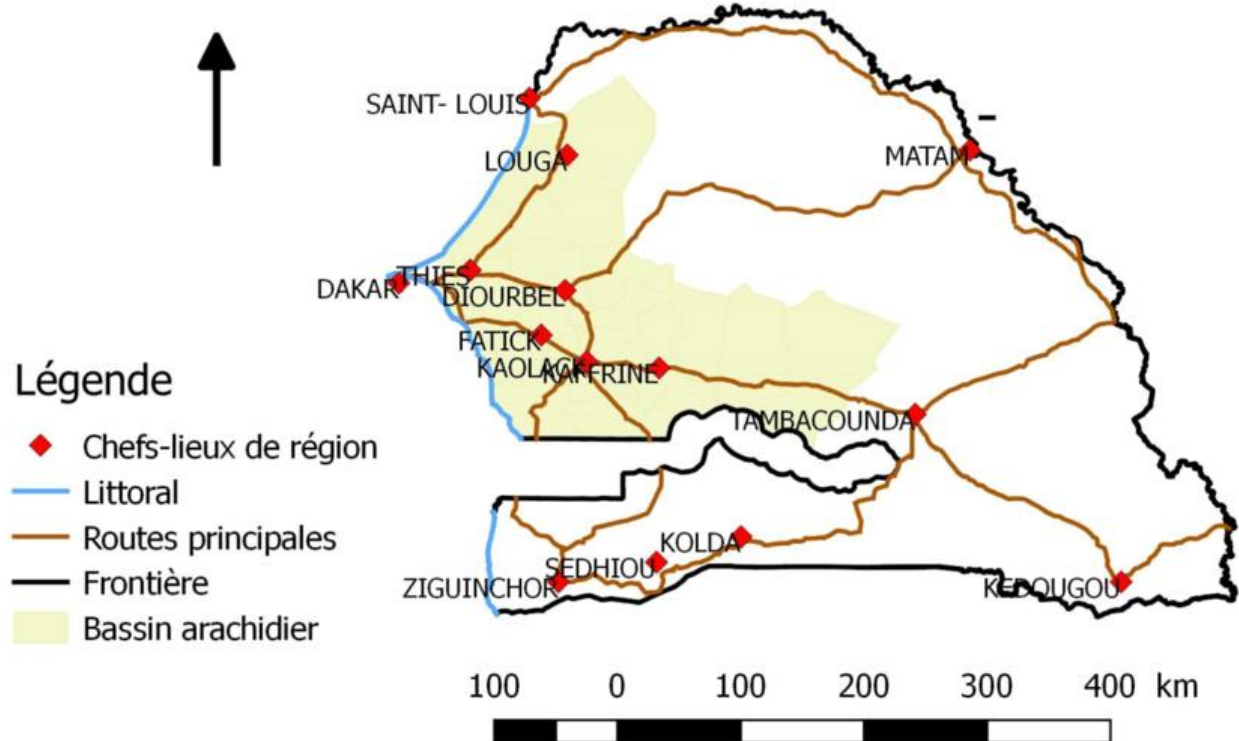 SAINT- LOUIS
LOUGA
MATAM
THIES
DAKAR
DIOURBEL
FATICK
KAOLACK
KAFFRINE
TAMBACOUNDA
KOLDA
SEDHIOU
ZIGUINCHOR
KEDOUGOU
Légende
Chefs-lieux de région
Littoral
Routes principales
Frontière
Bassin arachidier
100 0 100 200 300 400 km